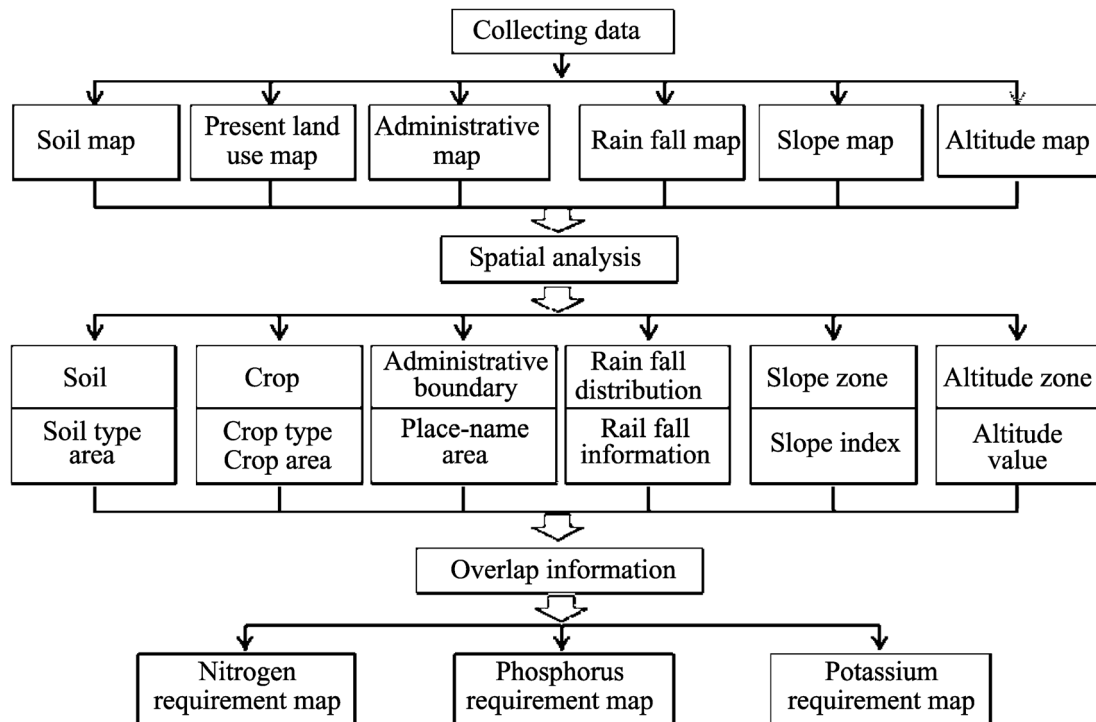 Collecting data
Soil map
Present land
use map
Administrative
map
Rain fall map
Slope map
Altitude map
Spatial analysis
Soil
Soil type
area
Crop
Crop type
Crop area
Administrative
boundary
Place-name
area
Rain fall
distribution
Rail fall
information
Slope zone
Slope index
Altitude zone
Altitude
value
Overlap information
Nitrogen
requirement map
Phosphorus
requirement map
Potassium
requirement map